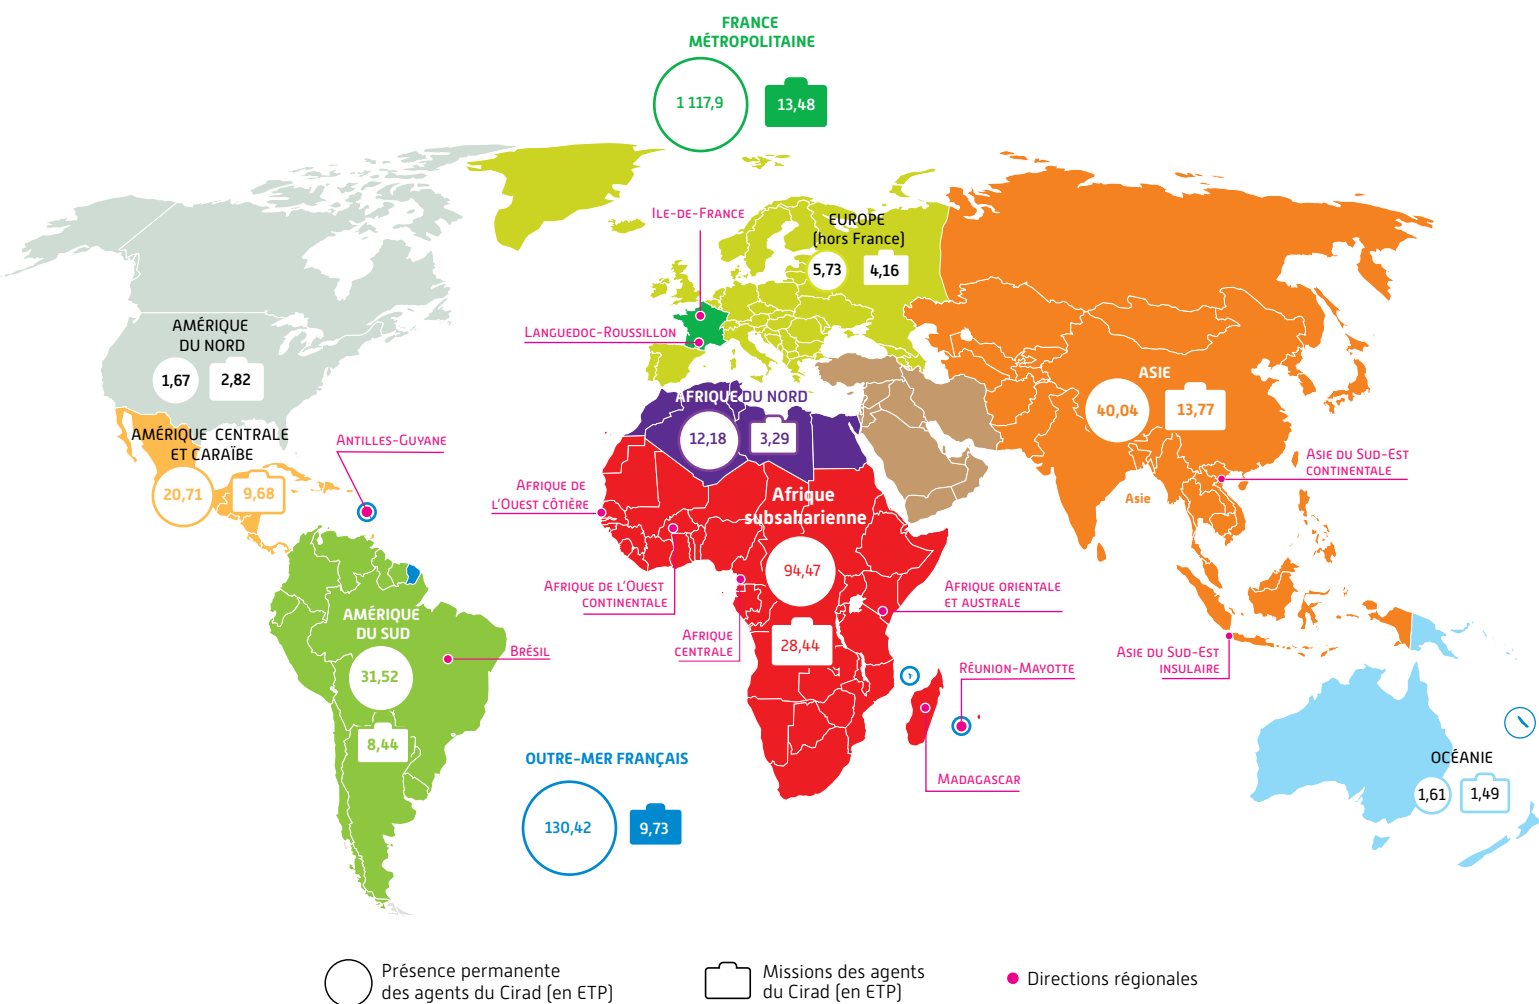 FRANCE
MÉTROPOLITAINE
1 117,9
13,48
ILE-DE-FRANCE
EUROPE
(hors France)
5,73
4,16
LANGUEDOC-ROUSSILLON
AMÉRIQUE
DU NORD
1,67
2,82
ASIE
40,04
13,77
AFRIQUE DU NORD
12,18
3,29
AMÉRIQUE CENTRALE
ET CARAÏBE
20,71
9,68
ANTILLES-GUYANE
ASIE DU SUD-EST
CONTINENTALE
Asie
AFRIQUE DE
L'OUEST CÔTIÈRE
Afrique
subsaharienne
94,47
28,44
AFRIQUE DE L'OUEST
CONTINENTALE
AFRIQUE ORIENTALE
ET AUSTRALE
AFRIQUE
CENTRALE
AMÉRIQUE
DU SUD
31,52
8,44
BRÉSIL
RÉUNION-MAYOTTE
ASIE DU SUD-EST
INSULAIRE
MADAGASCAR
OCÉANIE
1,61
1,49
OUTRE-MER FRANÇAIS
130,42
9,73
Présence permanente
des agents du Cirad (en ETP)
Missions des agents
du Cirad (en ETP)
Directions régionales